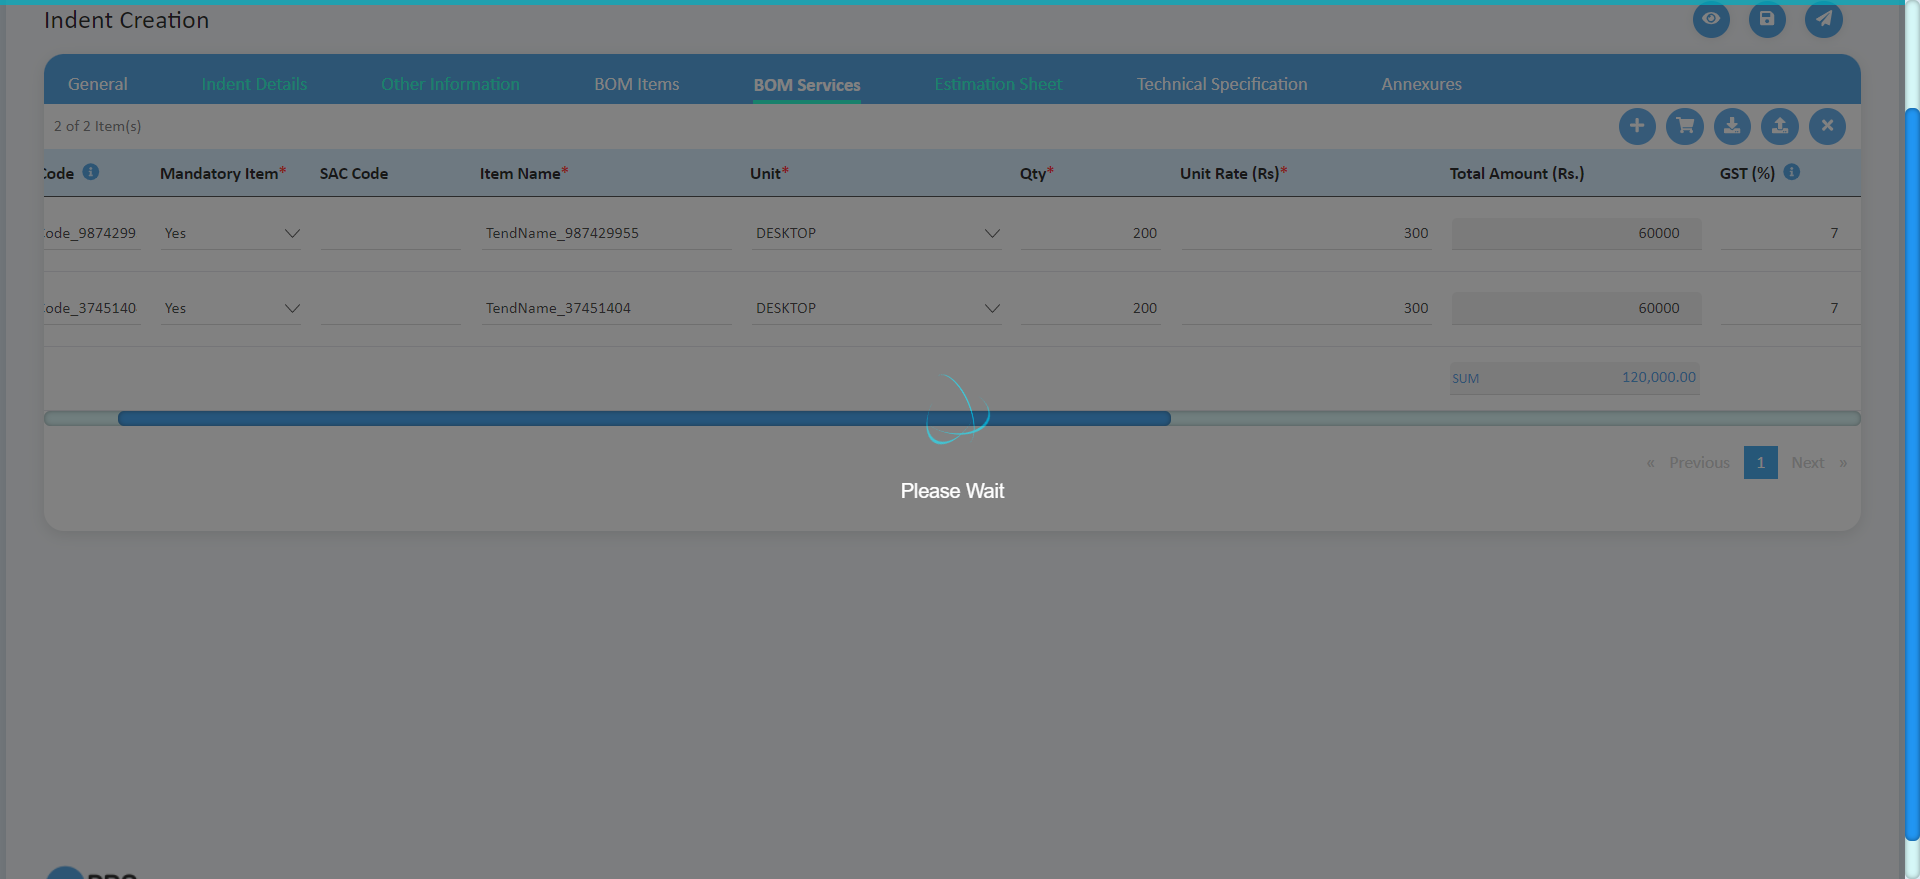 Indent Creation
General Indent Details Other Information BOM Items BOM Services Estimation Sheet Technical Specification Annexures
2 of 2 Item(s)
Mandatory Item* SAC Code Item Name* Unit* Qty* Unit Rate (Rs)* Total Amount (Rs.) GST (%)
ode_9874299 Yes TendName_987429955 DESKTOP 200 300 60000 7
ode_3745140 Yes TendName_37451404 DESKTOP 200 300 60000 7
SUM 120,000.00
« Previous 1 Next »
Please Wait